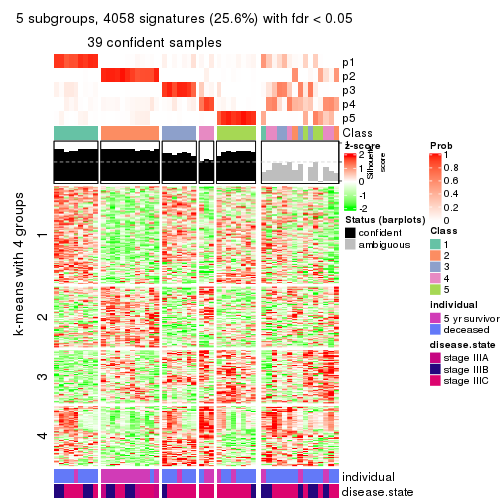 5 subgroups, 4058 signatures (25.6%) with fdr < 0.05
39 confident samples
p1
p2
p3
p4
p5
Class
z-score
2
1
0
-1
-2
Silhouette
score
Status (barplots)
confident
ambiguous
Prob
1
0.8
0.6
0.4
0.2
0
Class
1
2
3
4
5
individual
5 yr survivor
deceased
disease.state
stage IIIA
stage IIIB
stage IIIC
k-means with 4 groups
1
2
3
4
individual
disease.state